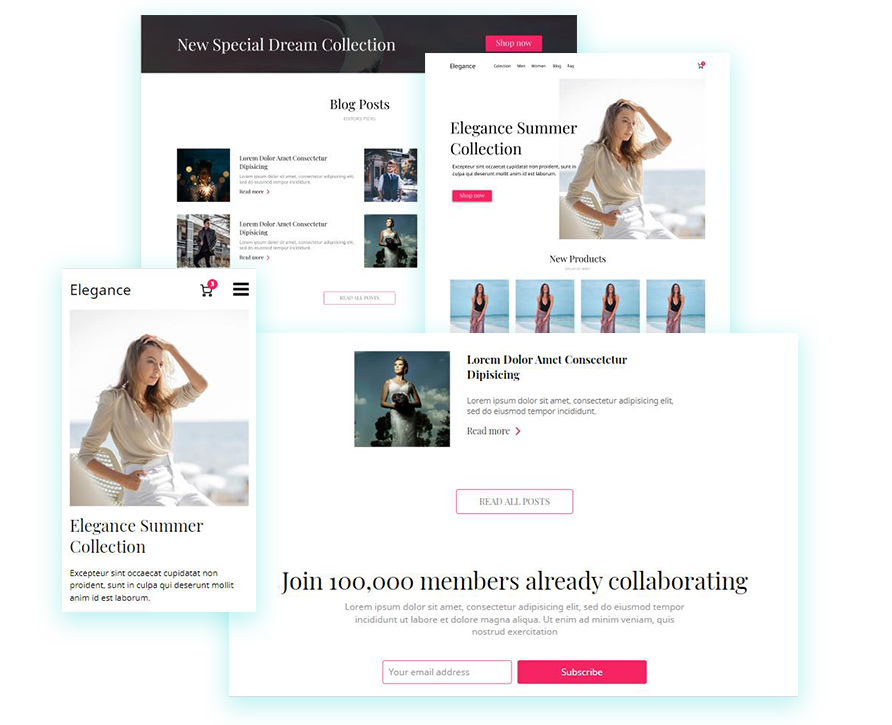 New Special Dream Collection
Shop now
Blog Posts
EDITOR'S PICKS
Lorem Dolor Amet Consectetur
Dipisicing
Lorem ipsum dolor sit amet, consectetur adipisicing elit,
sed do eiusmod tempor incididunt.
Read more
Lorem Dolor Amet Consectetur
Dipisicing
Lorem ipsum dolor sit amet, consectetur adipisicing elit,
sed do eiusmod tempor incididunt.
Read more
READ ALL POSTS
Elegance
Collection Men Women Blog Faq
Elegance Summer
Collection
Excepteur sint occaecat cupidatat non proident, sunt in
culpa qui deserunt mollit anim id est laborum.
Shop now
New Products
Elegance
3
Elegance Summer
Collection
Excepteur sint occaecat cupidatat non
proident, sunt in culpa qui deserunt mollit
anim id est laborum.
Lorem Dolor Amet Consectetur
Dipisicing
Lorem ipsum dolor sit amet, consectetur adipisicing elit,
sed do eiusmod tempor incididunt.
Read more
READ ALL POSTS
Join 100,000 members already collaborating
Lorem ipsum dolor sit amet, consectetur adipisicing elit, sed do eiusmod tempor
incididunt ut labore et dolore magna aliqua. Ut enim ad minim veniam, quis
nostrud exercitation
Your email address
Subscribe